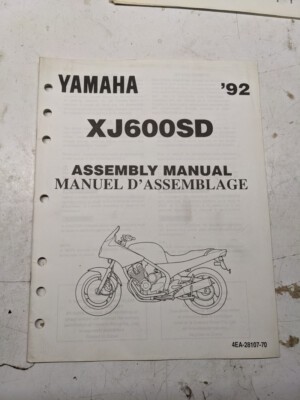 YAMAHA '92
XJ600SD
ASSEMBLY MANUAL
MANUEL D'ASSEMBLAGE
4EA-28107-70